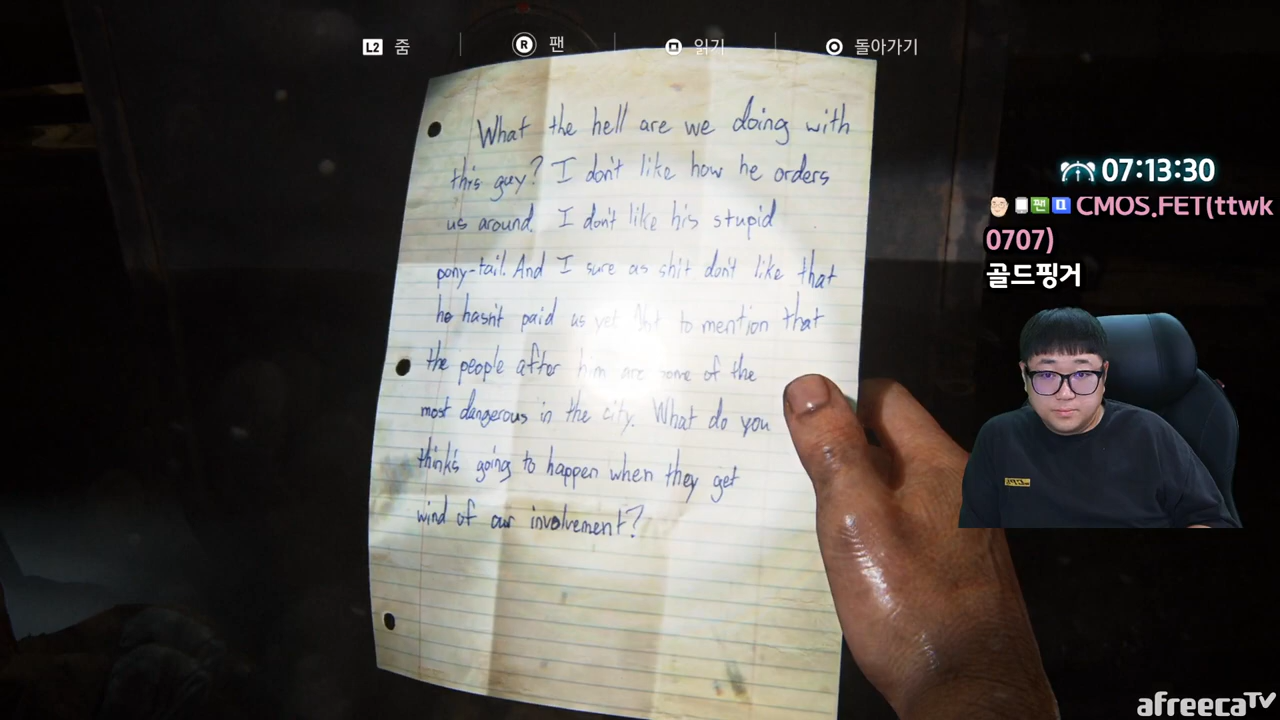 L2 줌
R 팬
읽기
돌아가기
What the hell are we doing with
this guy? I don't like how he orders
us around. I don't like his stupid
pony-tail. And I sure as shit don't like that
he hasn't paid us yet. Not to mention that
the people after him are some of the
most dangerous in the city. What do you
think's going to happen when they get
wind of our involvement?
07:13:30
팬 CMOS.FET(ttwk
0707)
골드핑거
afreecaTV